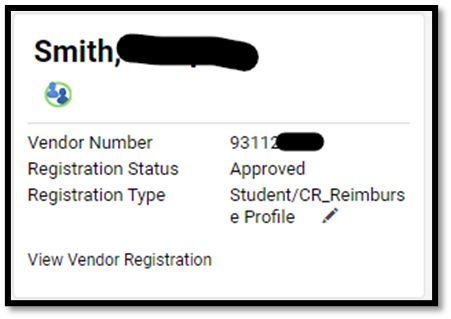 Smith,
Vendor Number 93112
Registration Status Approved
Registration Type Student/CR_Reimburs
e Profile
View Vendor Registration